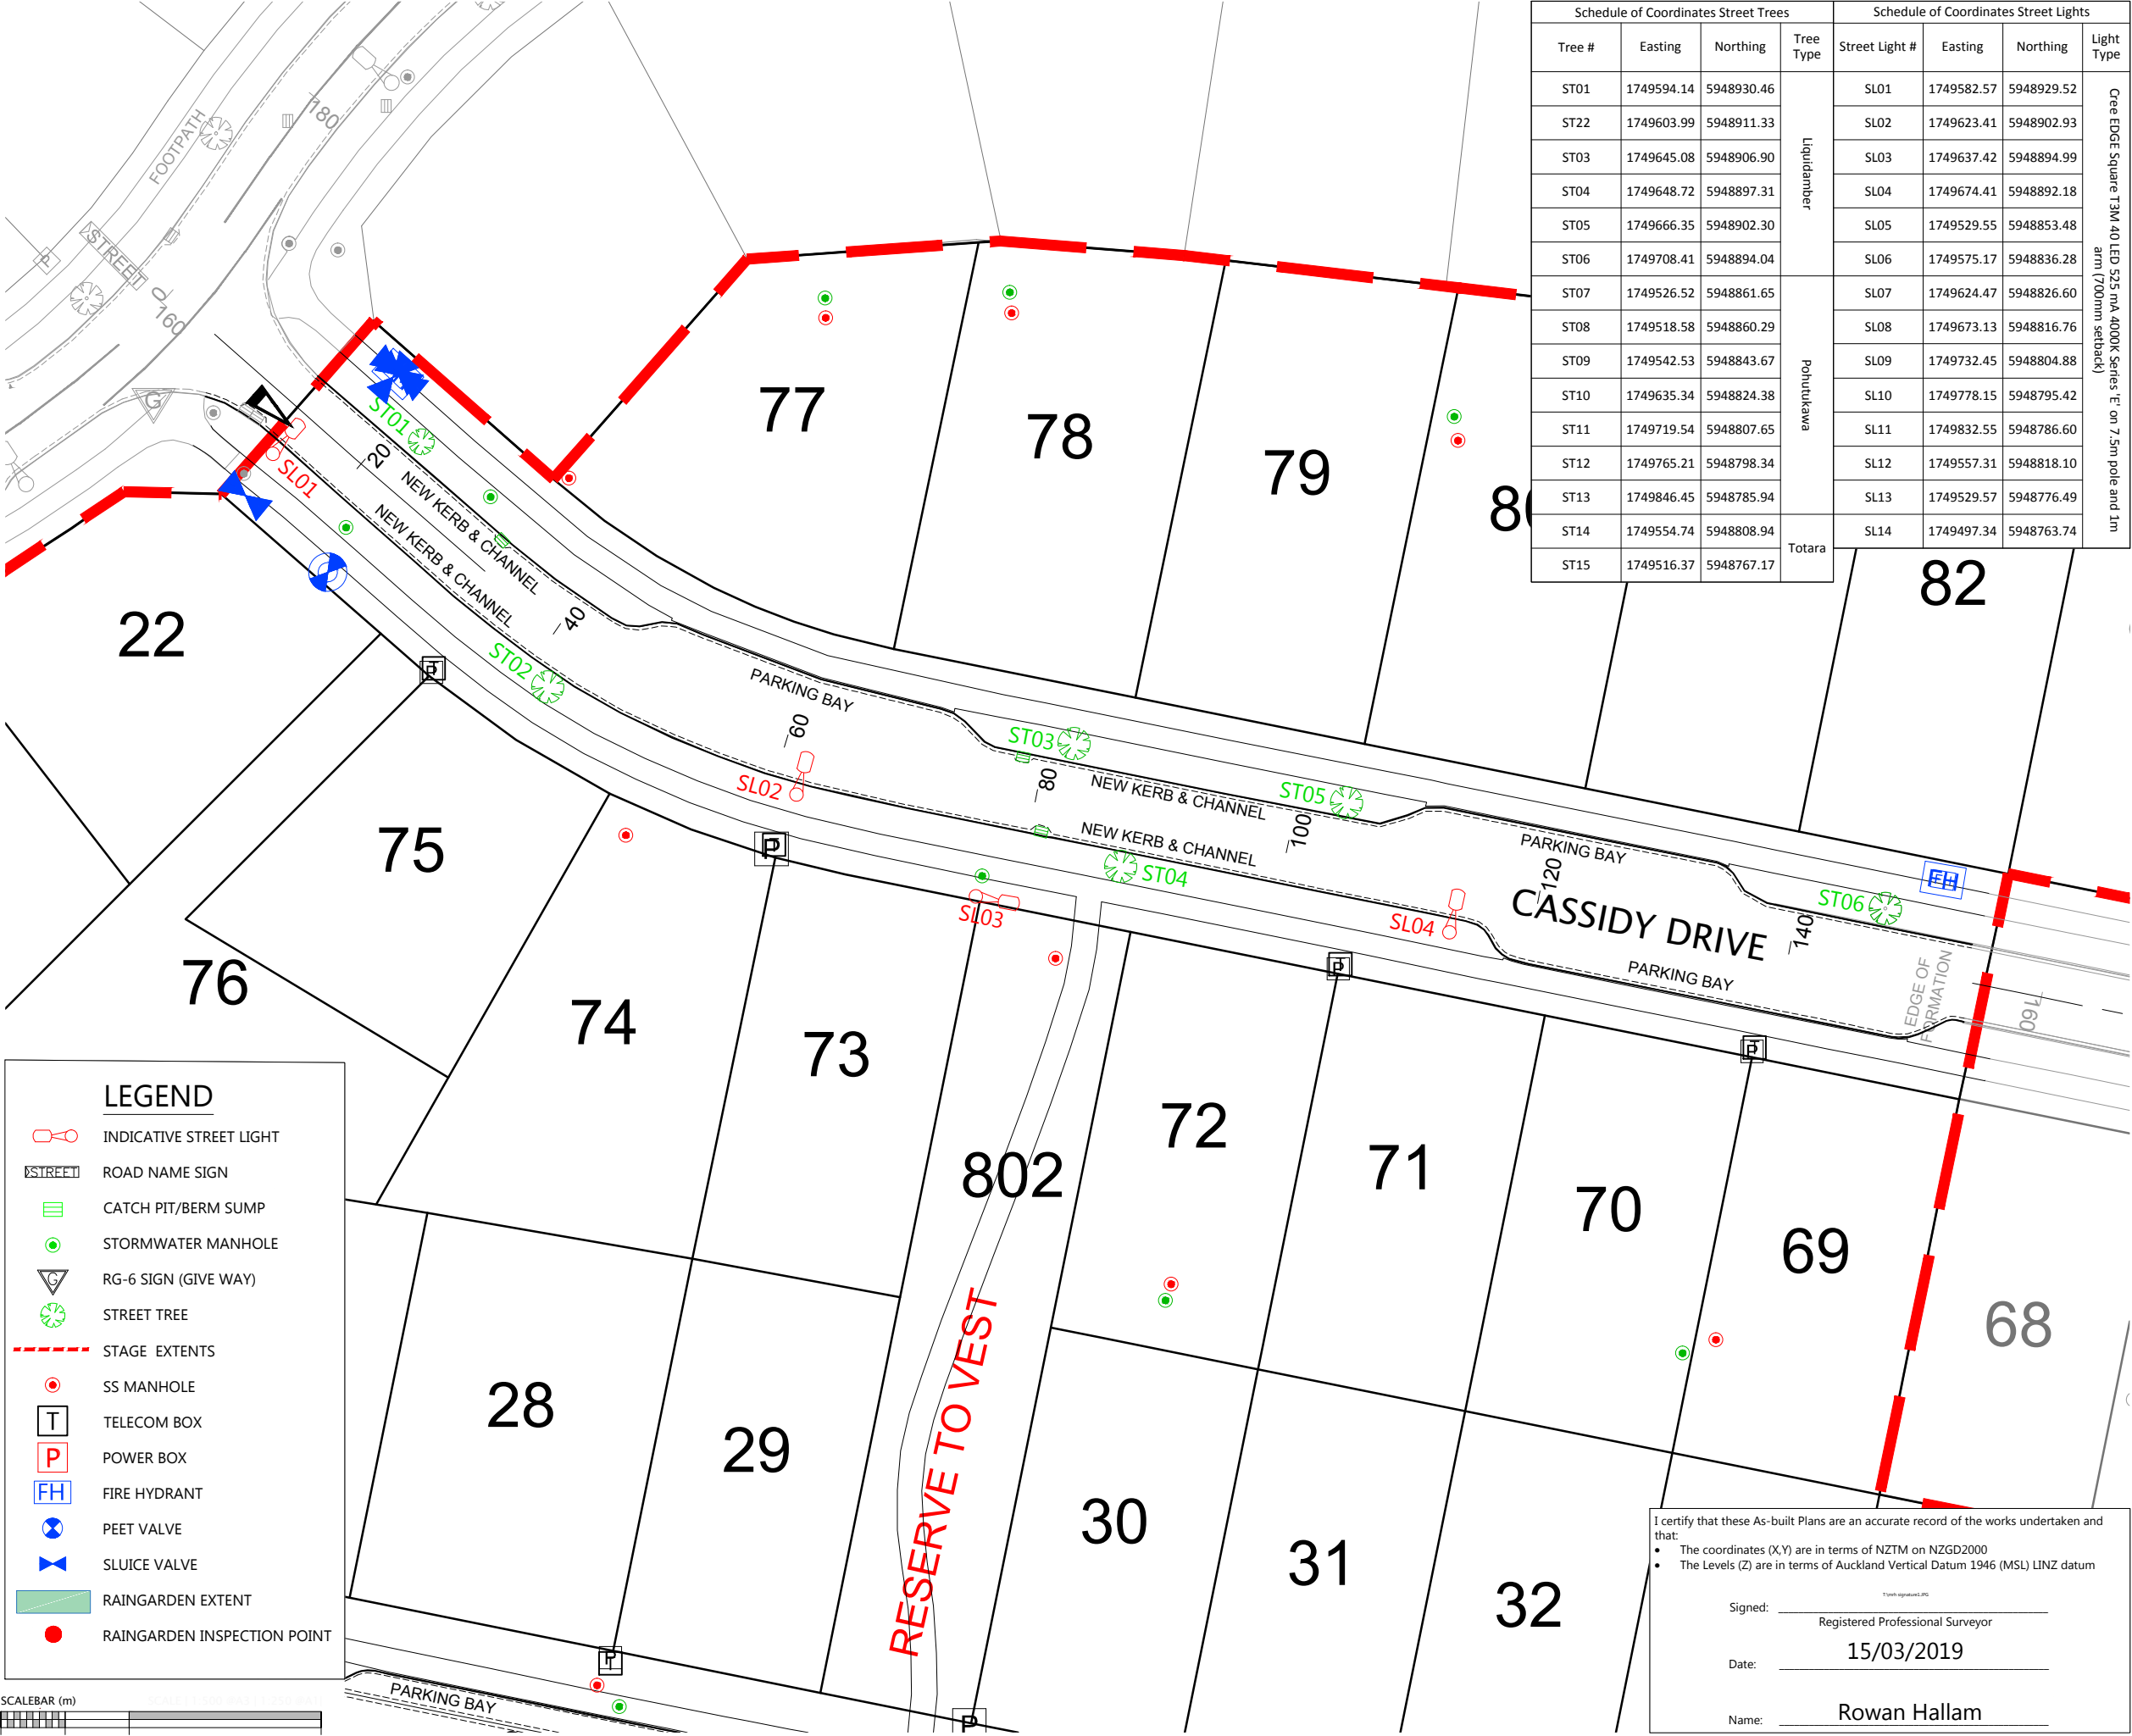 Schedule of Coordinates Street Trees
Schedule of Coordinates Street Lights
Tree # Easting Northing Tree Type Street Light # Easting Northing Light Type
ST01 1749594.14 5948930.46 SL01 1749582.57 5948929.52
ST22 1749603.99 5948911.33 SL02 1749623.41 5948902.93
ST03 1749645.08 5948906.90 SL03 1749637.42 5948894.99
ST04 1749648.72 5948897.31 SL04 1749674.41 5948892.18
ST05 1749666.35 5948902.30 SL05 1749529.55 5948853.48
ST06 1749708.41 5948894.04 SL06 1749575.17 5948836.28
ST07 1749526.52 5948861.65 SL07 1749624.47 5948826.60
ST08 1749518.58 5948860.29 SL08 1749673.13 5948816.76
ST09 1749542.53 5948843.67 SL09 1749732.45 5948804.88
ST10 1749635.34 5948824.38 SL10 1749778.15 5948795.42
ST11 1749719.54 5948807.65 SL11 1749832.55 5948786.60
ST12 1749765.21 5948798.34 SL12 1749557.31 5948818.10
ST13 1749846.45 5948785.94 SL13 1749529.57 5948776.49
ST14 1749554.74 5948808.94 SL14 1749497.34 5948763.74
ST15 1749516.37 5948767.17
Liquidamber
Pohutukawa
Totara
Cree EDGE Square T3M 40 LED 525 mA 4000K Series 'E' on 7.5m pole and 1m
arm (700mm setback)
FOOTPATH
180
STREET
P
160
G
ST01
SL01
20
NEW KERB & CHANNEL
NEW KERB & CHANNEL
40
ST02
PARKING BAY
60
SL02
ST03
80
NEW KERB & CHANNEL
NEW KERB & CHANNEL
ST04
ST05
100
SL03
SL04
120
PARKING BAY
CASSIDY DRIVE
PARKING BAY
140
ST06
FH
EDGE OF
FORMATION
160
77
78
79
80
82
22
75
76
74
73
802
72
71
70
69
68
28
29
30
31
32
T
P
T
P
T
P
T
P
P
T
P
RESERVE TO VEST
PARKING BAY
LEGEND
INDICATIVE STREET LIGHT
STREET ROAD NAME SIGN
CATCH PIT/BERM SUMP
STORMWATER MANHOLE
G RG-6 SIGN (GIVE WAY)
STREET TREE
STAGE EXTENTS
SS MANHOLE
T TELECOM BOX
P POWER BOX
FH FIRE HYDRANT
PEET VALVE
SLUICE VALVE
RAINGARDEN EXTENT
RAINGARDEN INSPECTION POINT
SCALEBAR (m)
I certify that these As-built Plans are an accurate record of the works undertaken and
that:
• The coordinates (X,Y) are in terms of NZTM on NZGD2000
• The Levels (Z) are in terms of Auckland Vertical Datum 1946 (MSL) LINZ datum
Signed:
Registered Professional Surveyor
Date: 15/03/2019
Name: Rowan Hallam